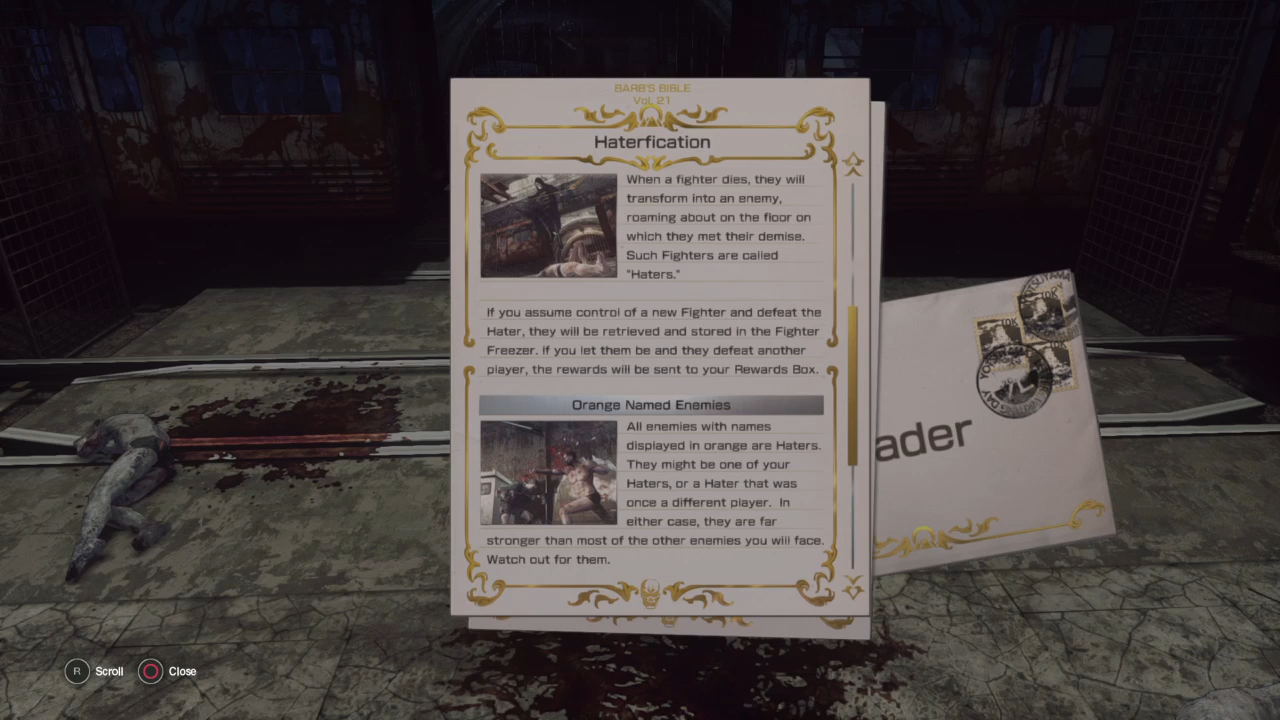 BARB'S BIBLE
Vol. 21
Haterfication
When a fighter dies, they will
transform into an enemy,
roaming about on the floor on
which they met their demise.
Such Fighters are called
"Haters."
If you assume control of a new Fighter and defeat the
Hater, they will be retrieved and stored in the Fighter
Freezer. If you let them be and they defeat another
player, the rewards will be sent to your Rewards Box.
Orange Named Enemies
All enemies with names
displayed in orange are Haters.
They might be one of your
Haters, or a Hater that was
once a different player. In
either case, they are far
stronger than most of the other enemies you will face.
Watch out for them.
ader
R Scroll
Close